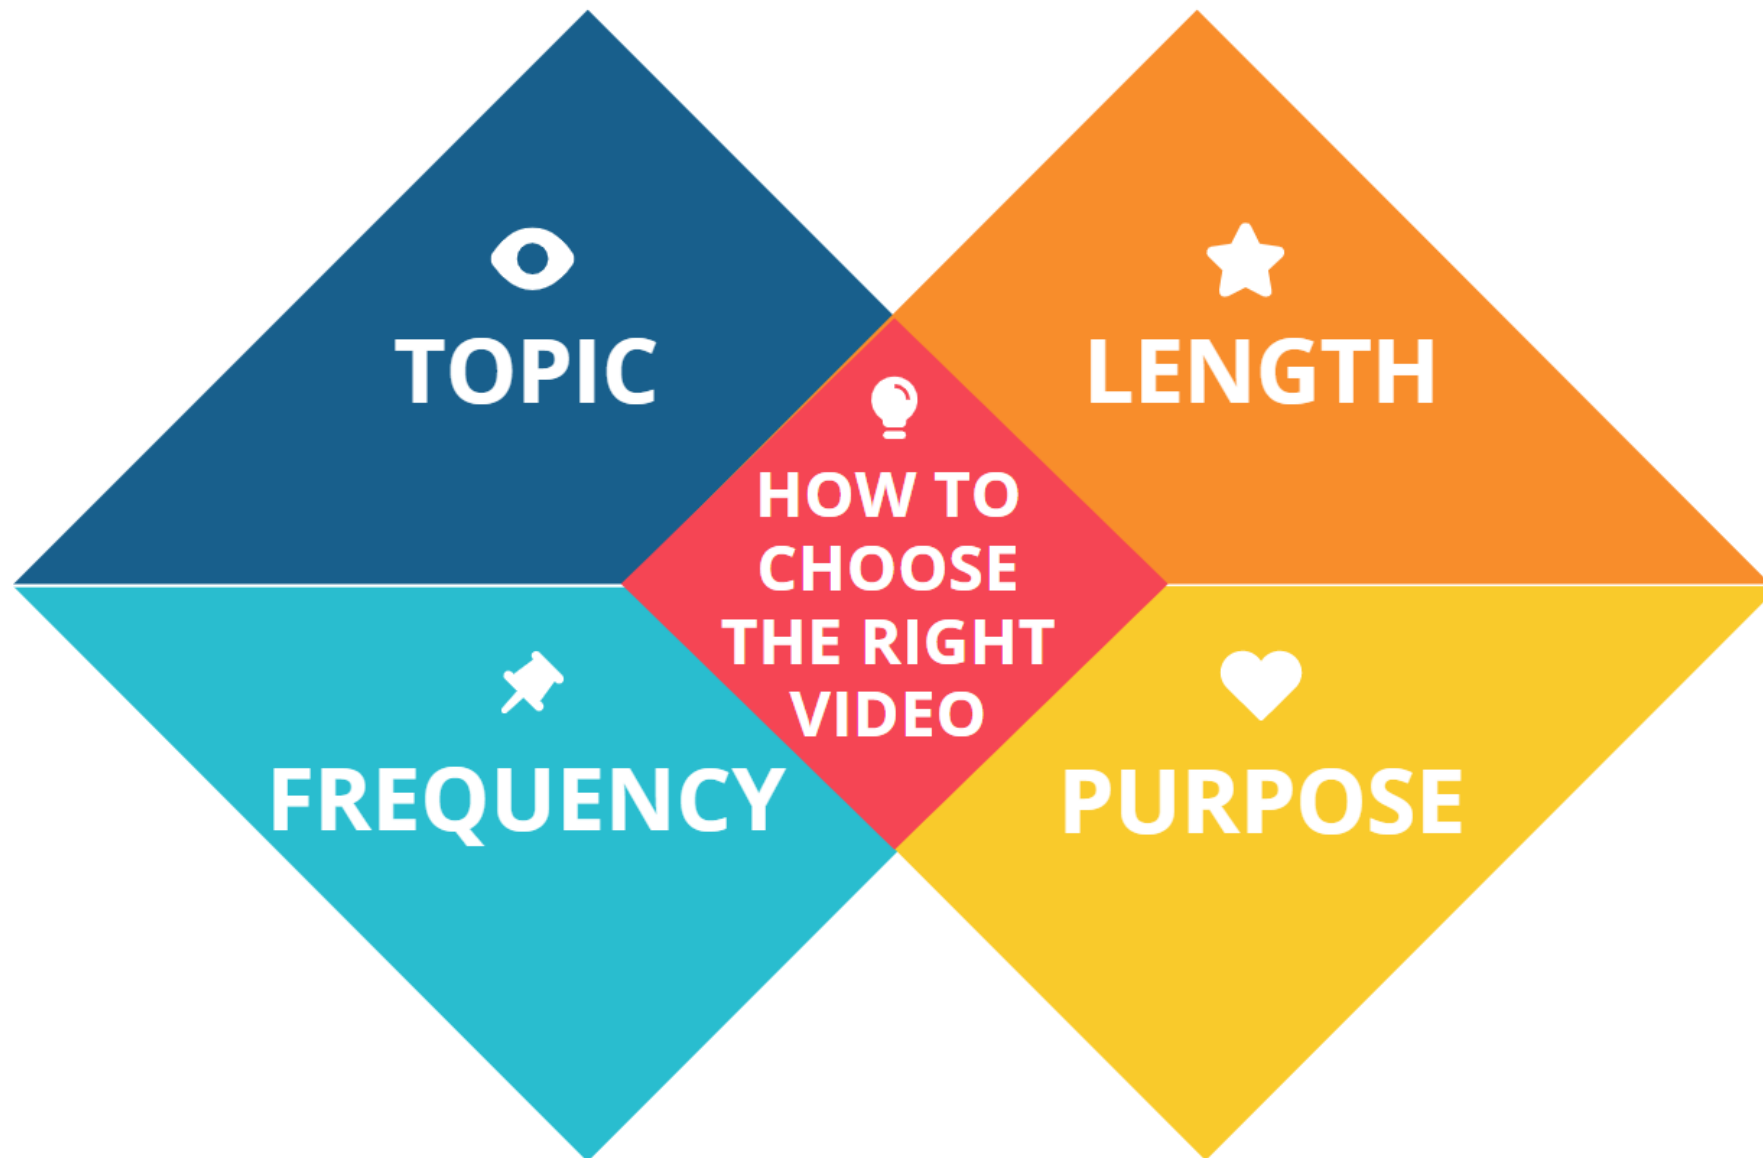 TOPIC
LENGTH
HOW TO
CHOOSE
THE RIGHT
VIDEO
FREQUENCY
PURPOSE